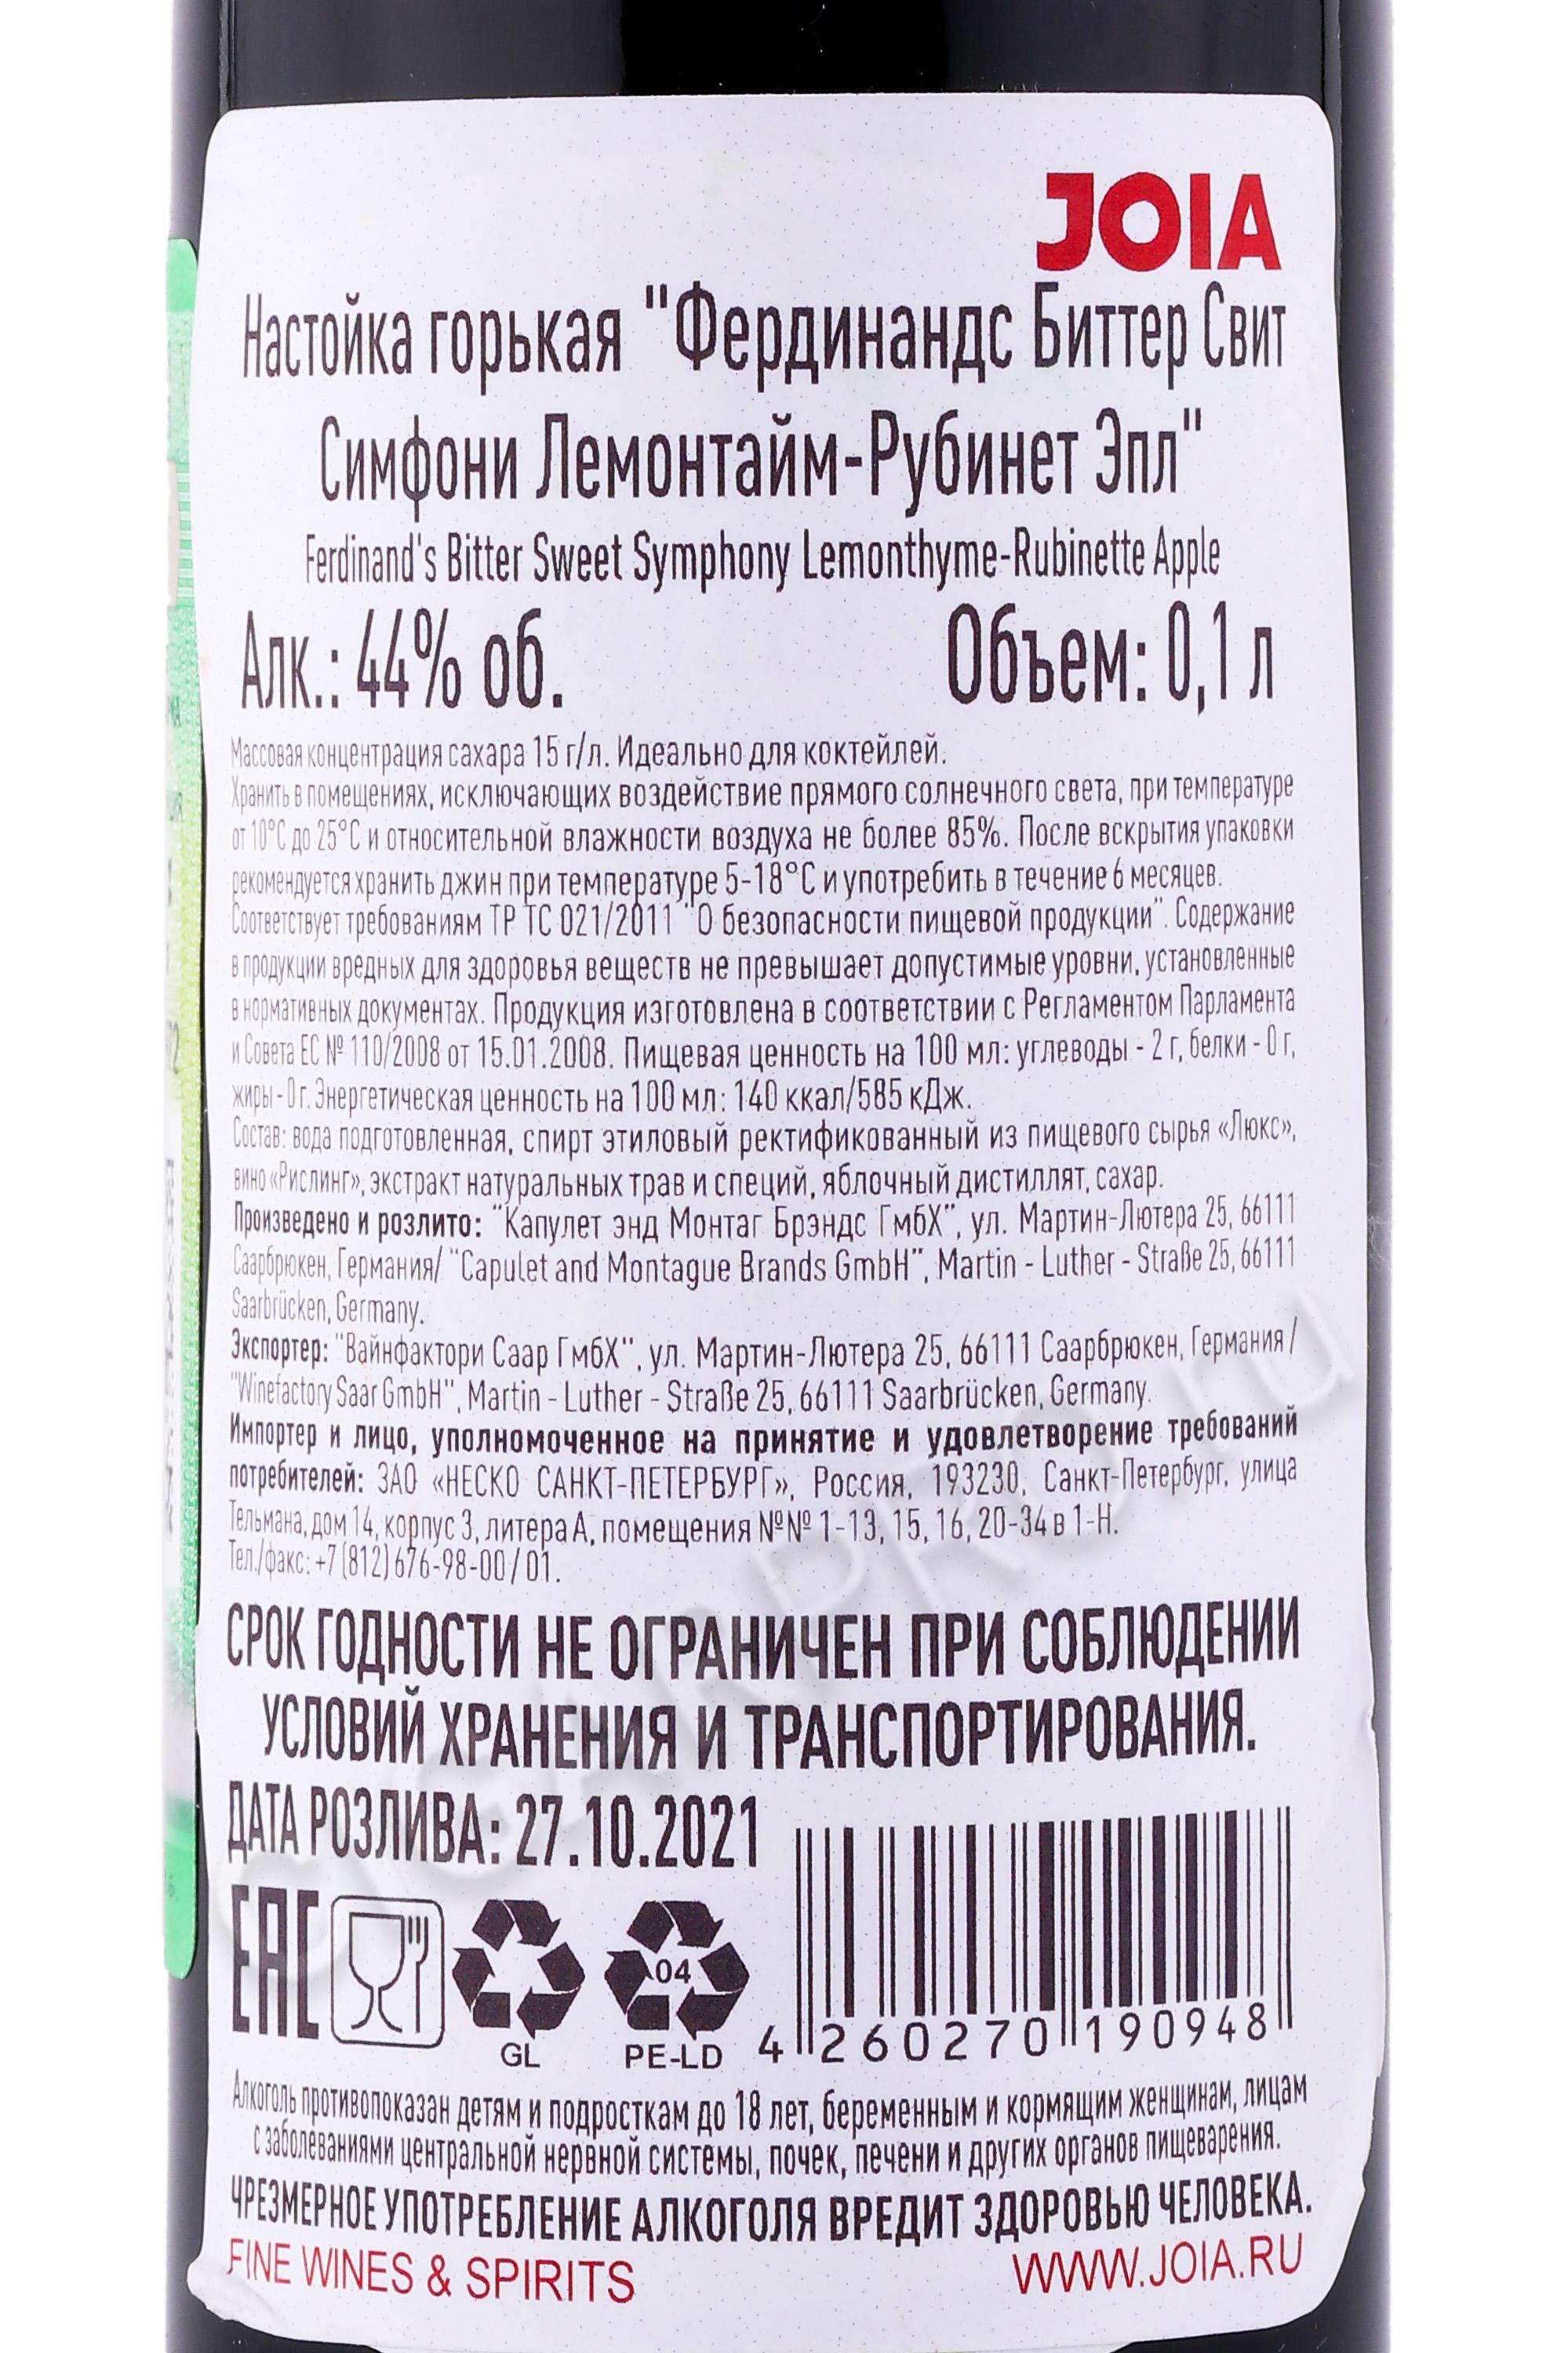 JOIA
Настойка горькая "Фердинандс Биттер Свит
Симфони Лемонтайм-Рубинет Эпл"
Ferdinand's Bitter Sweet Symphony Lemonthyme-Rubinette Apple
Алк.: 44% об. Объем: 0,1 л
Массовая концентрация сахара 15 г/л. Идеально для коктейлей.
Хранить в помещениях, исключающих воздействие прямого солнечного света, при температуре
от 10°С до 25°С и относительной влажности воздуха не более 85%. После вскрытия упаковки
рекомендуется хранить джин при температуре 5-18°С и употребить в течение 6 месяцев.
Соответствует требованиям ТР ТС 021/2011 "О безопасности пищевой продукции". Содержание
в продукции вредных для здоровья веществ не превышает допустимые уровни, установленные
в нормативных документах. Продукция изготовлена в соответствии с Регламентом Парламента
и Совета ЕС № 110/2008 от 15.01.2008. Пищевая ценность на 100 мл: углеводы - 2 г, белки - 0 г,
жиры - 0 г. Энергетическая ценность на 100 мл: 140 ккал/585 кДж.
Состав: вода подготовленная, спирт этиловый ректификованный из пищевого сырья «Люкс»,
вино «Рислинг», экстракт натуральных трав и специй, яблочный дистиллят, сахар.
Произведено и розлито: "Капулет энд Монтаг Брэндс ГмбХ", ул. Мартин-Лютера 25, 66111
Саарбрюкен, Германия/ "Capulet and Montague Brands GmbH", Martin - Luther - Straße 25, 66111
Saarbrücken, Germany.
Экспортер: "Вайнфактори Саар ГмбХ", ул. Мартин-Лютера 25, 66111 Саарбрюкен, Германия /
"Winefactory Saar GmbH", Martin - Luther - Straße 25, 66111 Saarbrücken, Germany.
Импортер и лицо, уполномоченное на принятие и удовлетворение требований
потребителей: ЗАО «НЕСКО САНКТ-ПЕТЕРБУРГ», Россия, 193230, Санкт-Петербург, улица
Тельмана, дом 14, корпус 3, литера А, помещения №№ 1-13, 15, 16, 20-34 в 1-Н.
Тел./факс: +7 (812) 676-98-00 / 01.
СРОК ГОДНОСТИ НЕ ОГРАНИЧЕН ПРИ СОБЛЮДЕНИИ
УСЛОВИЙ ХРАНЕНИЯ И ТРАНСПОРТИРОВАНИЯ.
ДАТА РОЗЛИВА: 27.10.2021
ЕАС
04
GL PE-LD 4 260270 190948
Алкоголь противопоказан детям и подросткам до 18 лет, беременным и кормящим женщинам, лицам
с заболеваниями центральной нервной системы, почек, печени и других органов пищеварения.
ЧРЕЗМЕРНОЕ УПОТРЕБЛЕНИЕ АЛКОГОЛЯ ВРЕДИТ ЗДОРОВЬЮ ЧЕЛОВЕКА.
FINE WINES & SPIRITS WWW.JOIA.RU
CIGARPRO.ru